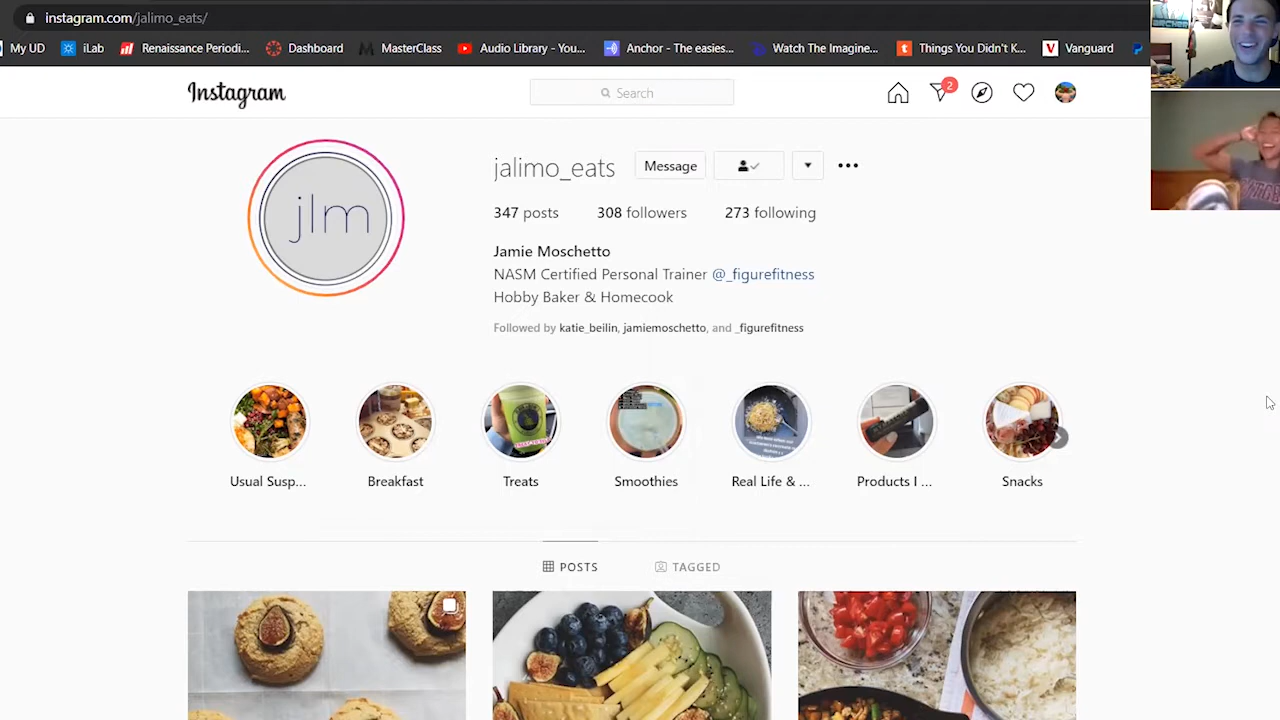 instagram.com/jalimo_eats/
My UD
iLab
Renaissance Periodi...
Dashboard
MasterClass
Audio Library - You...
Anchor - The easies...
Watch The Imagine...
Things You Didn't K...
Vanguard
Instagram
Search
2
jalimo_eats
Message
347 posts
308 followers
273 following
jlm
Jamie Moschetto
NASM Certified Personal Trainer @_figurefitness
Hobby Baker & Homecook
Followed by katie_beilin, jamiemoschetto, and _figurefitness
Usual Susp...
Breakfast
Treats
Smoothies
Real Life & ...
Products I ...
Snacks
POSTS
TAGGED